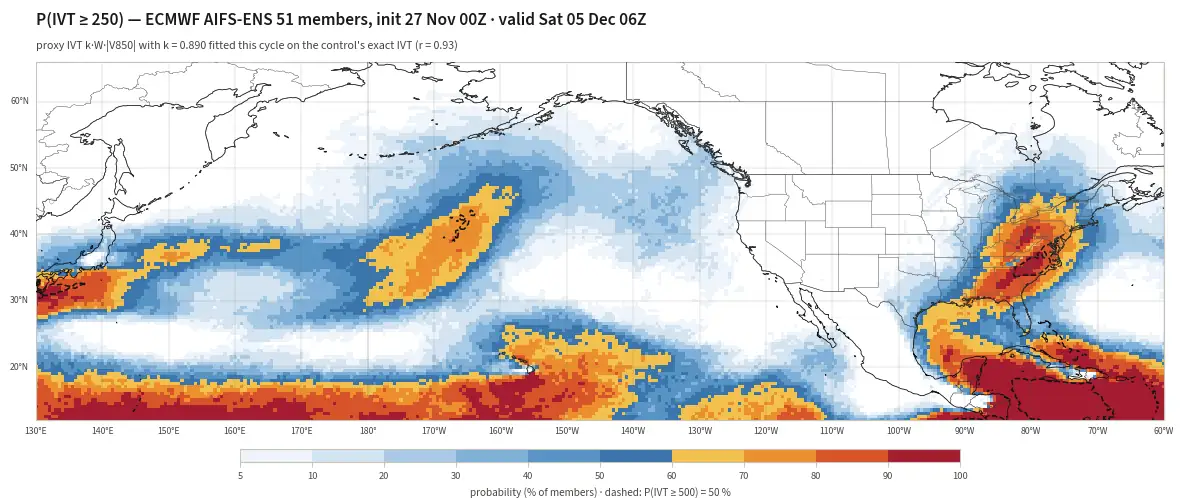 P(IVT ≥ 250) — ECMWF AIFS-ENS 51 members, init 27 Nov 00Z · valid Sat 05 Dec 06Z
proxy IVT k·W·|V850| with k = 0.890 fitted this cycle on the control's exact IVT (r = 0.93)
60°N
50°N
40°N
30°N
20°N
130°E 140°E 150°E 160°E 170°E 180° 170°W 160°W 150°W 140°W 130°W 120°W 110°W 100°W 90°W 80°W 70°W 60°W
5 10 20 30 40 50 60 70 80 90 100
probability (% of members) · dashed: P(IVT ≥ 500) = 50 %